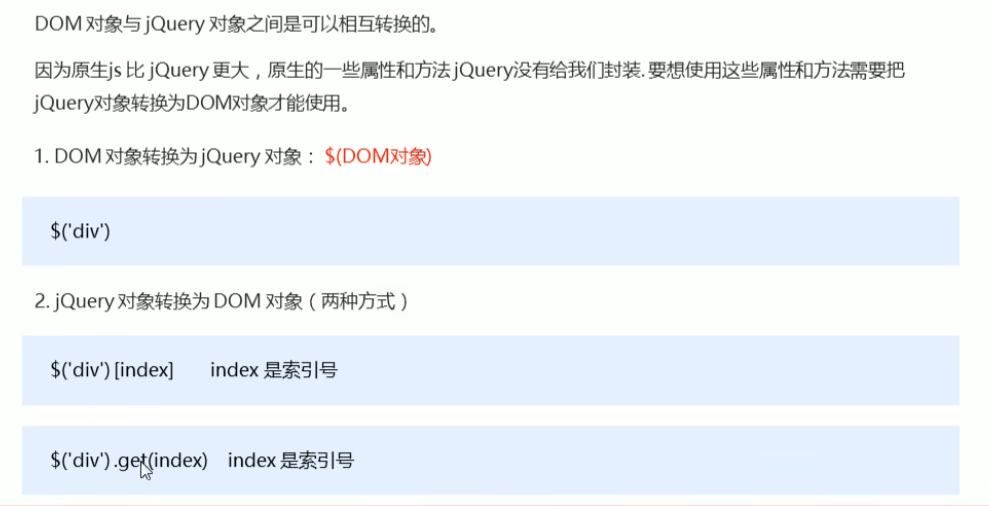 DOM 对象与 jQuery 对象之间是可以相互转换的。
因为原生js 比 jQuery 更大，原生的一些属性和方法 jQuery没有给我们封装. 要想使用这些属性和方法需要把
jQuery对象转换为DOM对象才能使用。
1. DOM 对象转换为 jQuery 对象： $(DOM对象)
$('div')
2. jQuery 对象转换为 DOM 对象（两种方式）
$('div') [index] index 是索引号
$('div') .get(index) index 是索引号